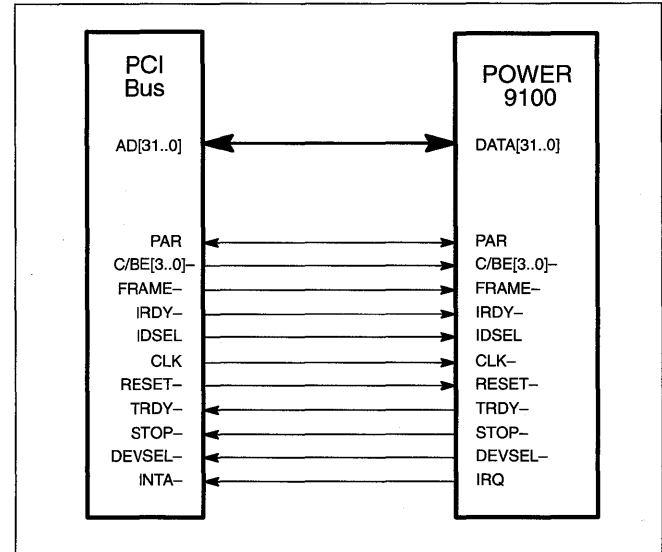 PCI
Bus
POWER
9100
AD[31..0]
DATA[31..0]
PAR
PAR
C/BE[3..0]–
C/BE[3..0]–
FRAME–
FRAME–
IRDY–
IRDY–
IDSEL
IDSEL
CLK
CLK–
RESET–
RESET–
TRDY–
TRDY–
STOP–
STOP–
DEVSEL–
DEVSEL–
INTA–
IRQ